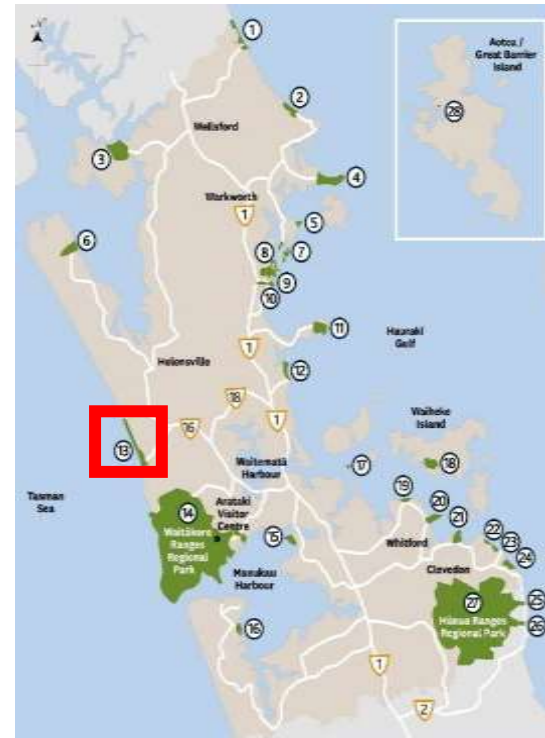 1
Aotea /
Great Barrier
Island
2
28
Wellsford
3
4
Warkworth
1
5
6
8
7
9
10
11
Hauraki
Gulf
1
12
Helensville
18
Waiheke
Island
16
1
13
Waitematā
Harbour
17
18
Tasman
Sea
19
14
Arataki
Visitor
Centre
20
21
Waitākere
Ranges
Regional
Park
15
Whitford
22
23
24
Manukau
Harbour
Clevedon
27
25
Hūnua Ranges
Regional Park
26
16
1
2